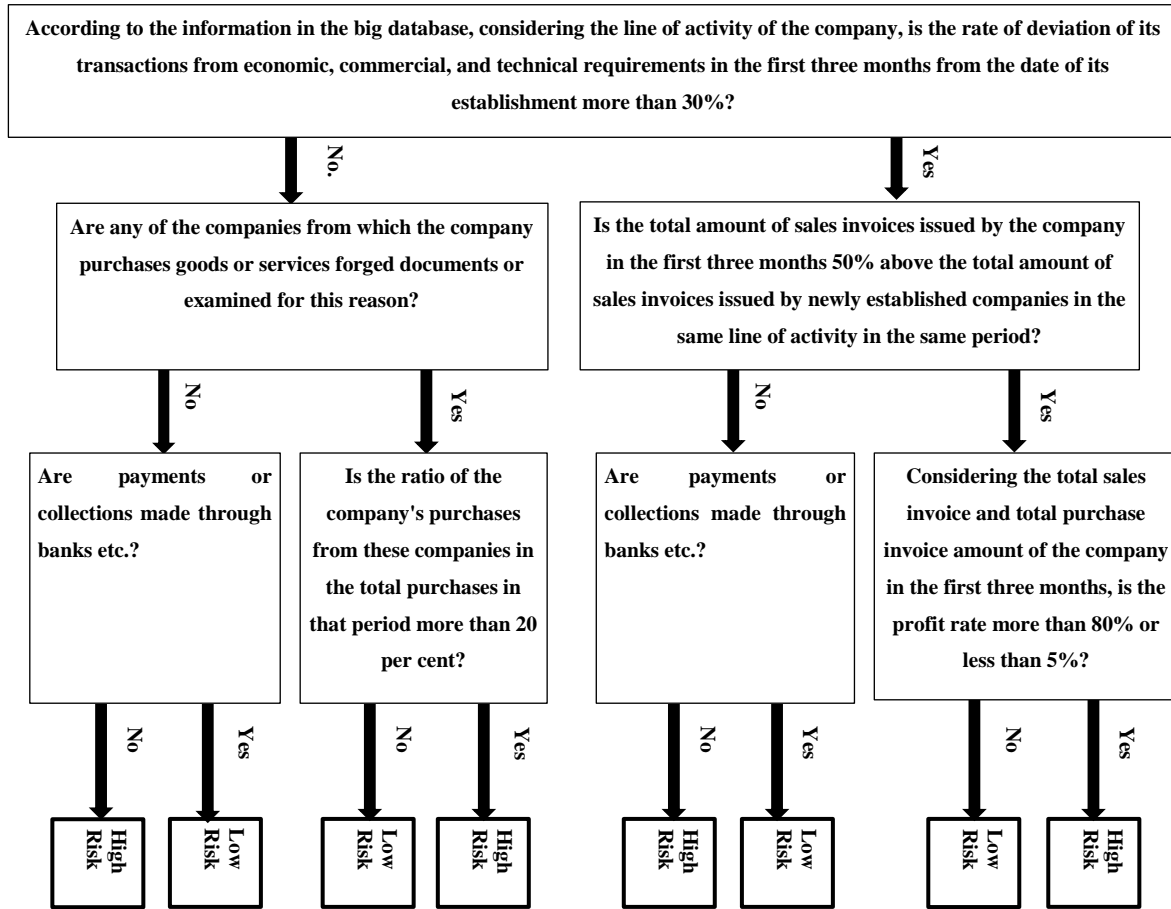 According to the information in the big database, considering the line of activity of the company, is the rate of deviation of its
transactions from economic, commercial, and technical requirements in the first three months from the date of its
establishment more than 30%?
No.
Yes
Are any of the companies from which the company
purchases goods or services forged documents or
examined for this reason?
Is the total amount of sales invoices issued by the company
in the first three months 50% above the total amount of
sales invoices issued by newly established companies in the
same line of activity in the same period?
No
Yes
No
Yes
Are payments or
collections made through
banks etc.?
Is the ratio of the
company's purchases
from these companies in
the total purchases in
that period more than 20
per cent?
Are payments or
collections made through
banks etc.?
Considering the total sales
invoice and total purchase
invoice amount of the company
in the first three months, is the
profit rate more than 80% or
less than 5%?
No
Yes
No
Yes
No
Yes
No
Yes
High
Risk
Low
Risk
Low
Risk
High
Risk
High
Risk
Low
Risk
Low
Risk
High
Risk